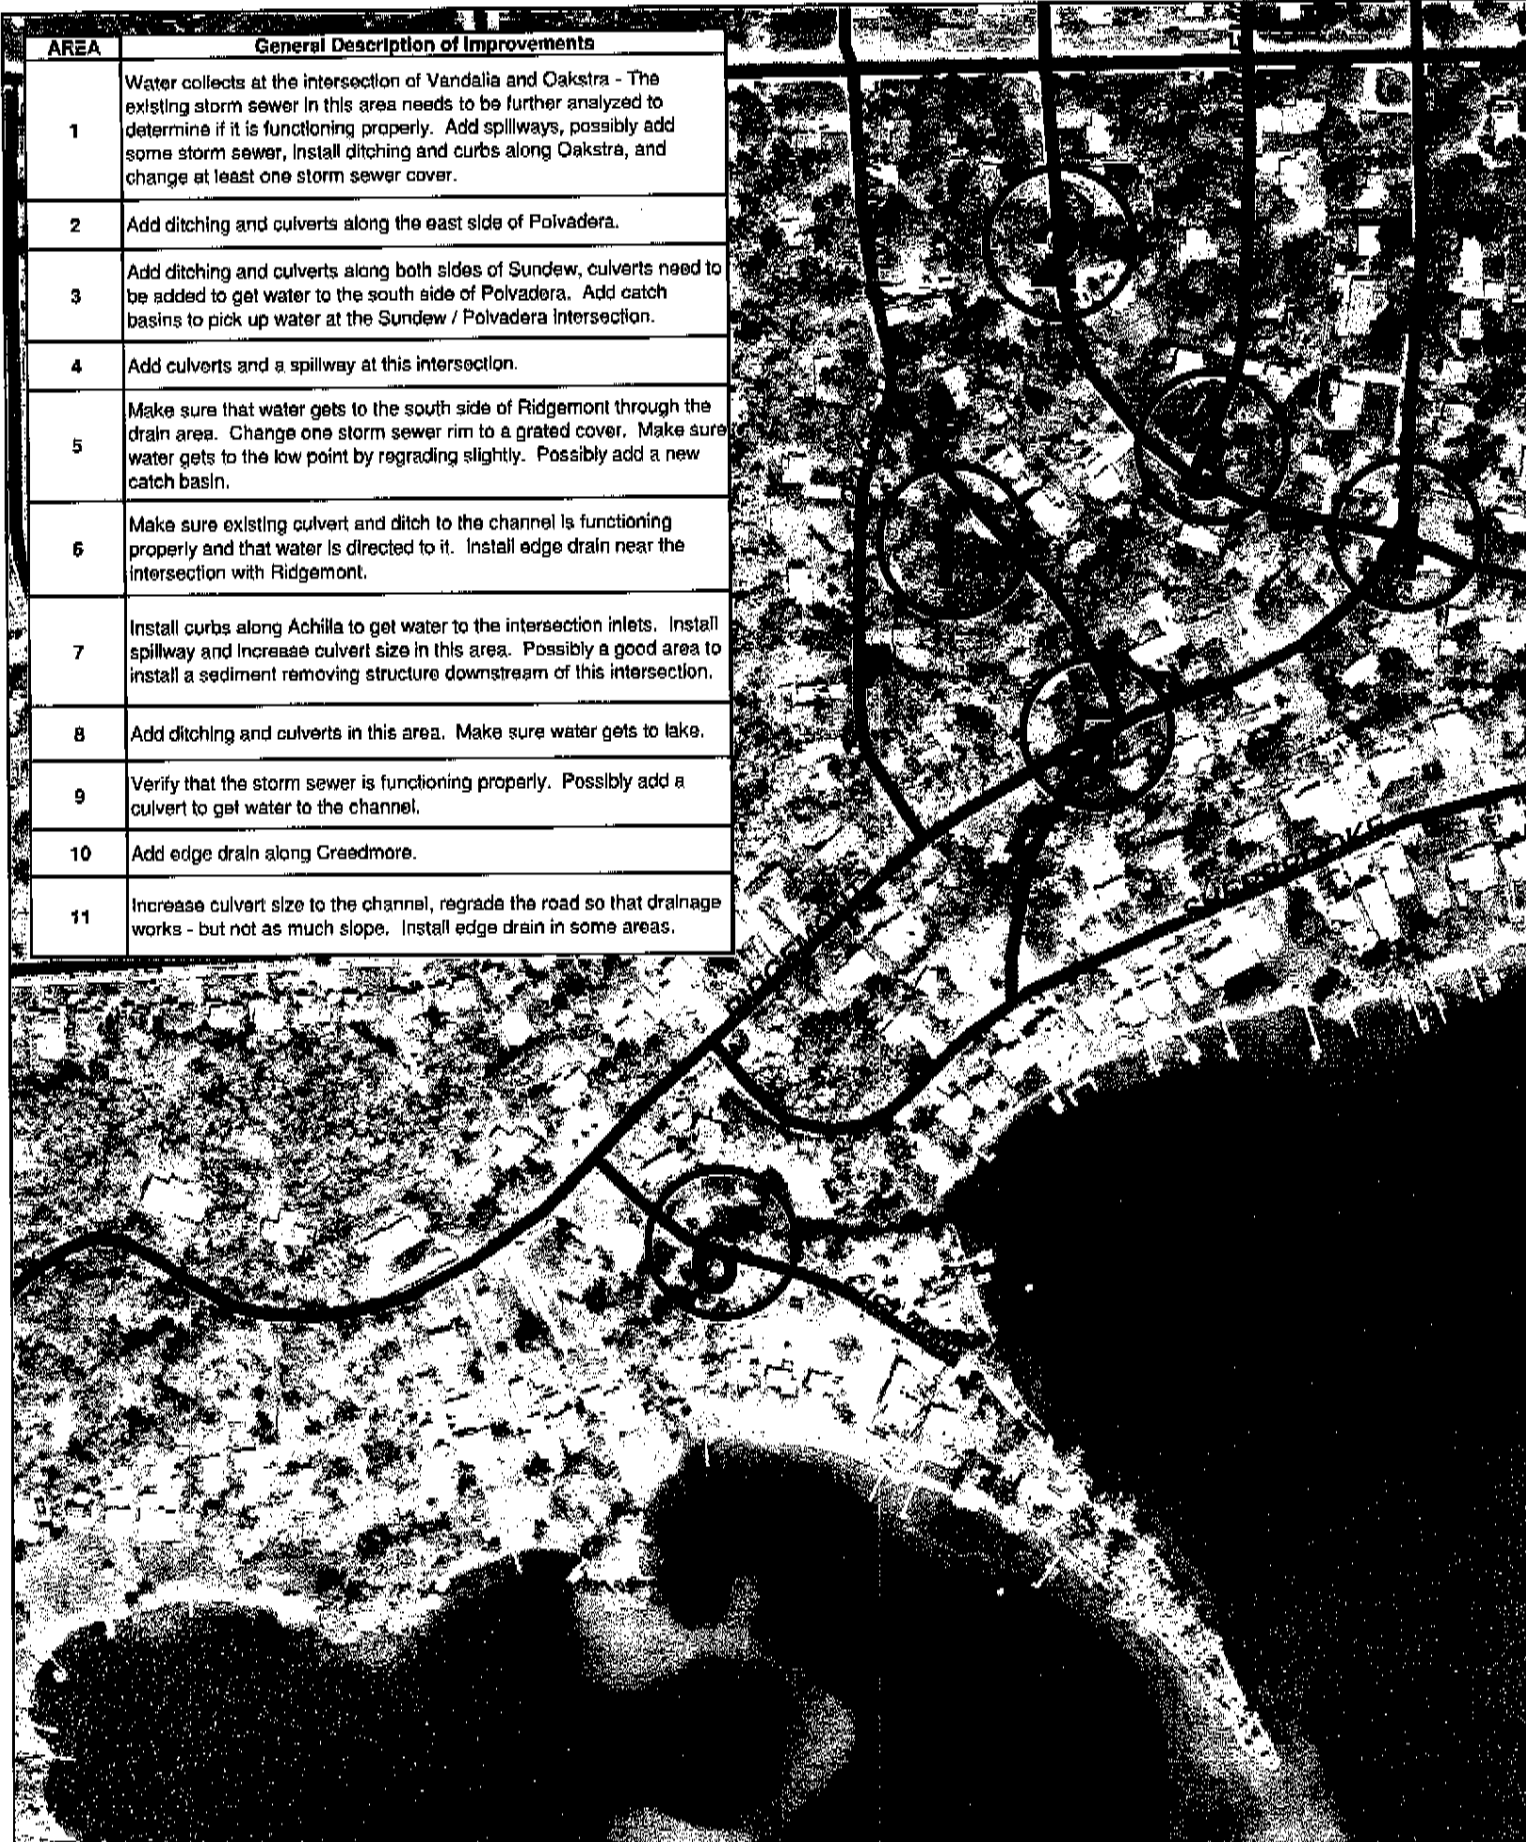 AREA General Description of Improvements
1
Water collects at the intersection of Vandalia and Oakstra - The
existing storm sewer in this area needs to be further analyzed to
determine if it is functioning properly. Add spillways, possibly add
some storm sewer, install ditching and curbs along Oakstra, and
change at least one storm sewer cover.
2
Add ditching and culverts along the east side of Polvadera.
3
Add ditching and culverts along both sides of Sundew, culverts need to
be added to get water to the south side of Polvadera. Add catch
basins to pick up water at the Sundew / Polvadera intersection.
4
Add culverts and a spillway at this intersection.
5
Make sure that water gets to the south side of Ridgemont through the
drain area. Change one storm sewer rim to a grated cover. Make sure
water gets to the low point by regrading slightly. Possibly add a new
catch basin.
6
Make sure existing culvert and ditch to the channel is functioning
properly and that water is directed to it. Install edge drain near the
intersection with Ridgemont.
7
Install curbs along Achilla to get water to the intersection inlets. Install
spillway and increase culvert size in this area. Possibly a good area to
install a sediment removing structure downstream of this intersection.
8
Add ditching and culverts in this area. Make sure water gets to lake.
9
Verify that the storm sewer is functioning properly. Possibly add a
culvert to get water to the channel.
10
Add edge drain along Creedmore.
11
Increase culvert size to the channel, regrade the road so that drainage
works - but not as much slope. Install edge drain in some areas.
6